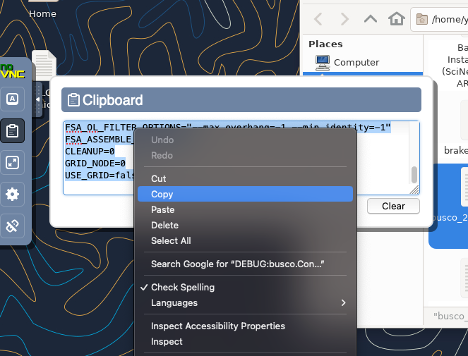 Home
/home/y
Places
Computer
Ba
Insta
(SciNe
AR
VNC
Clipboard
FSA_OL_FILTER_OPTIONS="--max_overhang=-1 --min_identity=-1"
FSA_ASSEMBLE_
CLEANUP=0
GRID_NODE=0
USE_GRID=fals
Undo
Redo
Cut
Copy
Paste
Delete
Select All
Search Google for “DEBUG:busco.Con...”
Check Spelling
Languages
Inspect Accessibility Properties
Inspect
Clear
brake
busco_2
"busco_